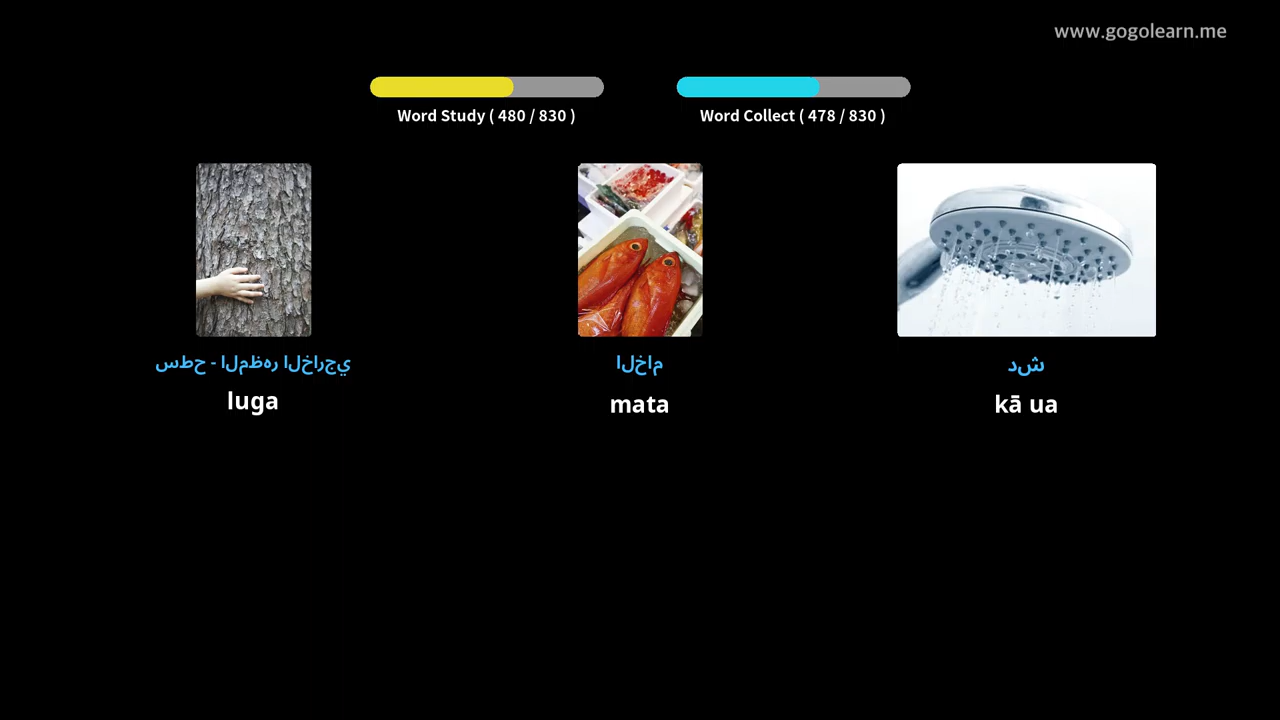 www.gogolearn.me
Word Study ( 480 / 830 )
Word Collect ( 478 / 830 )
سطح - المظهر الخارجي
luga
الخام
mata
دش
kā ua